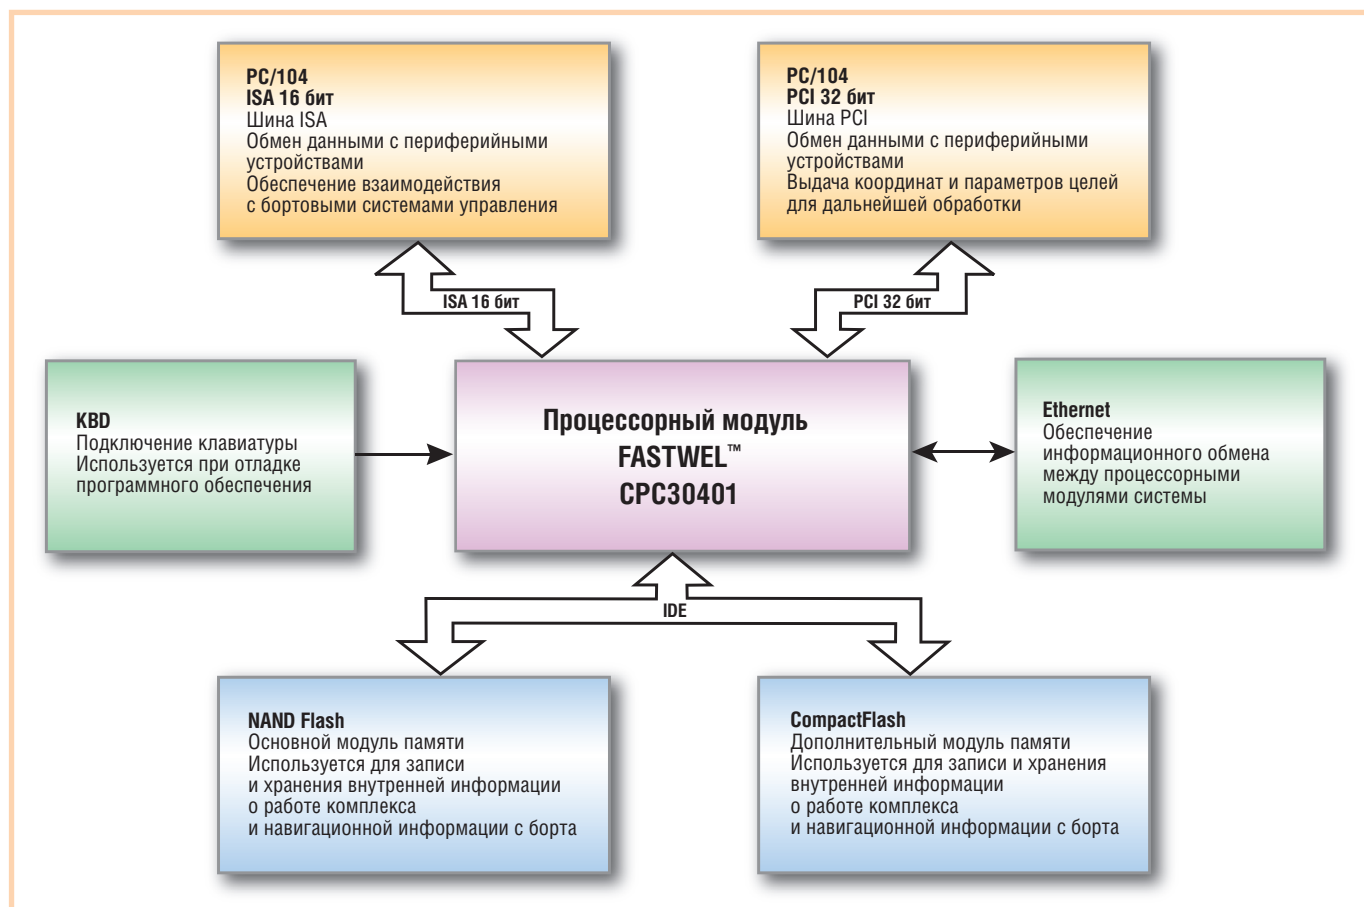 PC/104
ISA 16 бит
Шина ISA
Обмен данными с периферийными
устройствами
Обеспечение взаимодействия
с бортовыми системами управления
PC/104
PCI 32 бит
Шина PCI
Обмен данными с периферийными
устройствами
Выдача координат и параметров целей
для дальнейшей обработки
ISA 16 бит
PCI 32 бит
KBD
Подключение клавиатуры
Используется при отладке
программного обеспечения
Процессорный модуль
FASTWEL™
CPC30401
Ethernet
Обеспечение
информационного обмена
между процессорными
модулями системы
IDE
NAND Flash
Основной модуль памяти
Используется для записи
и хранения внутренней информации
о работе комплекса
и навигационной информации с борта
CompactFlash
Дополнительный модуль памяти
Используется для записи и хранения
внутренней информации
о работе комплекса
и навигационной информации с борта